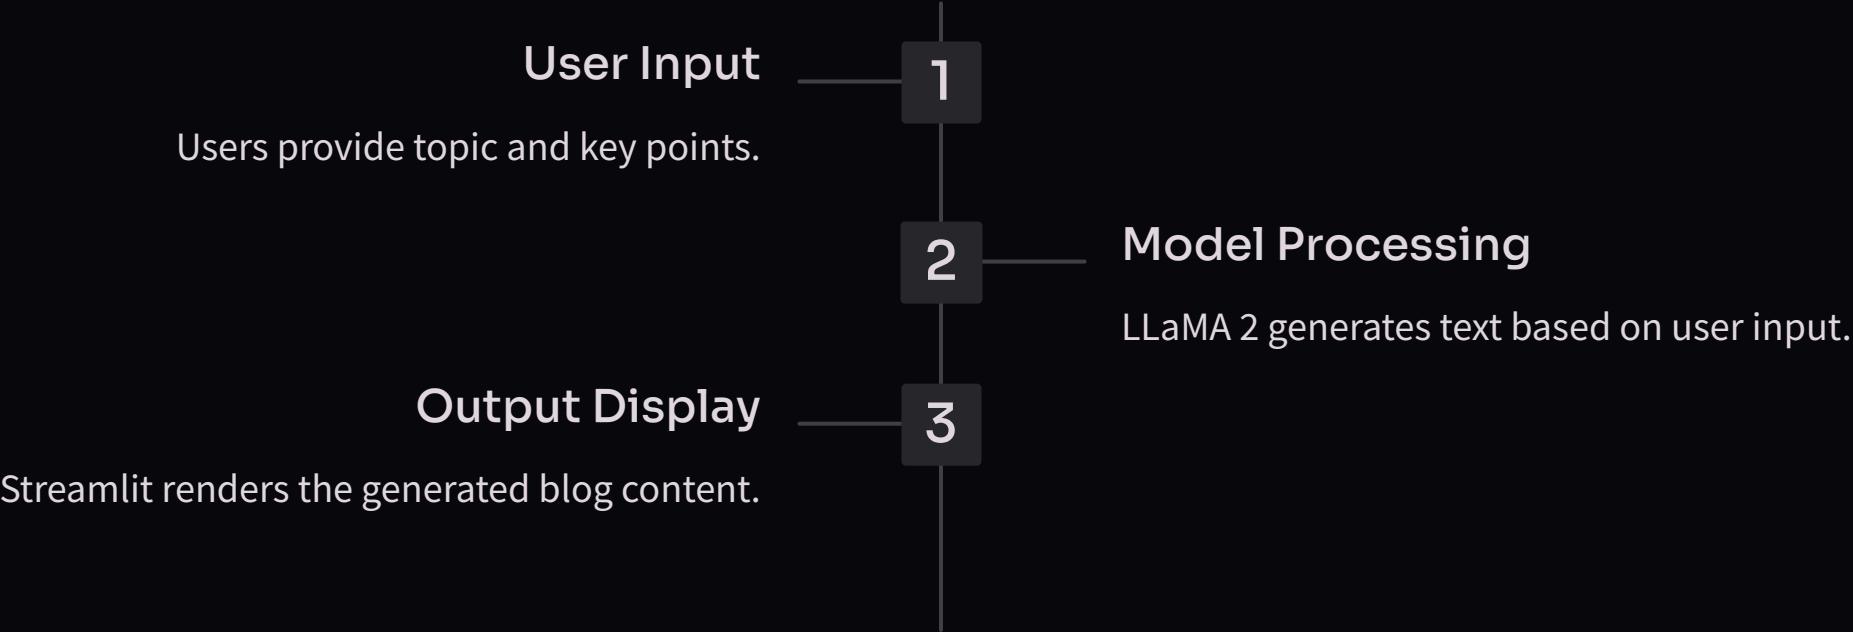 User Input
1
Users provide topic and key points.
2
Model Processing
LLaMA 2 generates text based on user input.
Output Display
3
Streamlit renders the generated blog content.